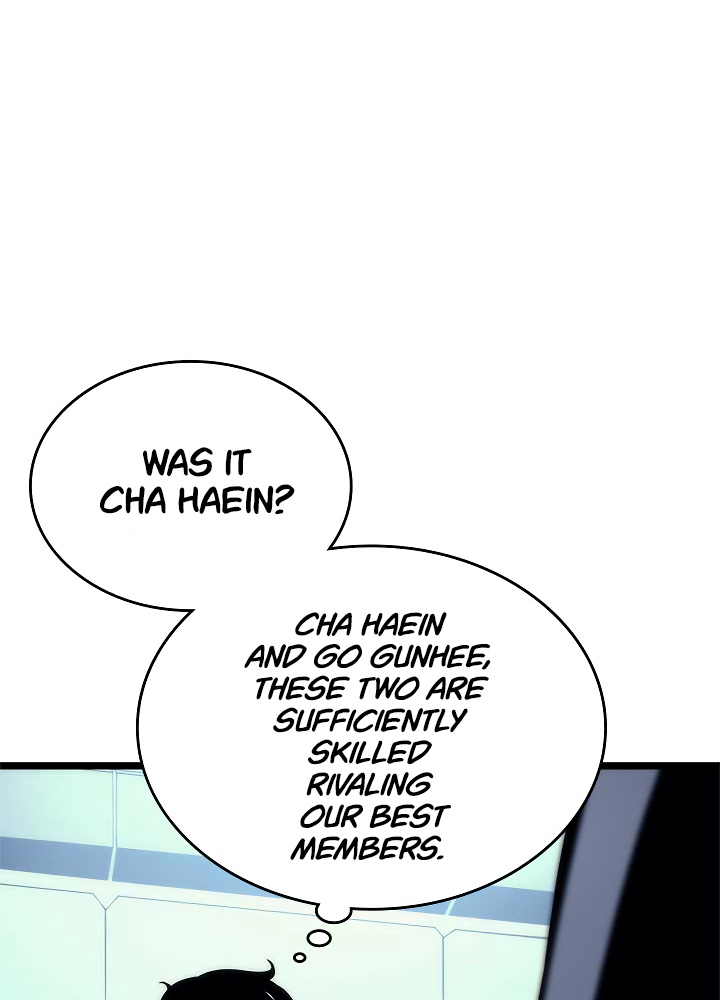 WAS IT
CHA HAEIN?
CHA HAEIN
AND GO GUNHEE,
THESE TWO ARE
SUFFICIENTLY
SKILLED
RIVALING
OUR BEST
MEMBERS.